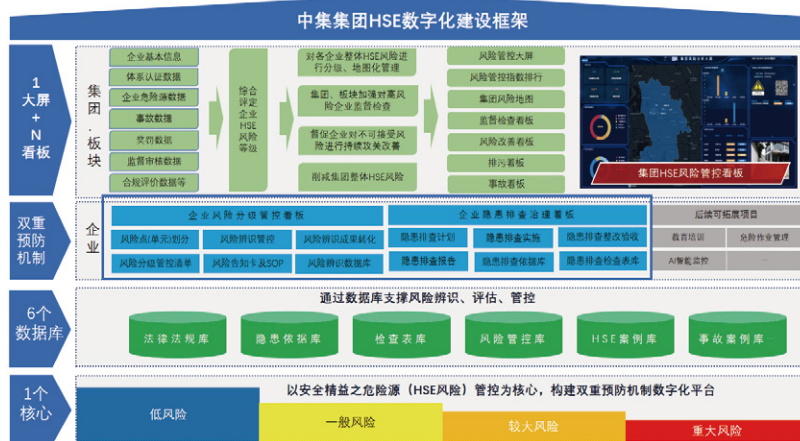 中集集团HSE数字化建设框架
1
大屏
+
N
看板
集团.板块
企业基本信息
体系认证数据
企业危险源数据
事故数据
奖罚数据
监督审核数据
合规评价数据等
综合
评定
企业
HSE
风险
等级
对各企业整体HSE风险进
行分级、地图化管理
集团、板块加强对高风
险企业监督检查
督促企业对不可接受风
险进行持续攻关改善
削减集团整体HSE风险
风险管控大屏
风险管控指数排行
集团风险地图
监督检查看板
风险改善看板
排污看板
事故看板
集团HSE风险管控看板
双重
预防
机制
企业
企业风险分级管控看板
风险点(单元)划分
风险辨识管控
风险辨识成果转化
风险分级管控清单
风险告知卡及SOP
风险辨识数据库
企业隐患排查治理看板
隐患排查计划
隐患排查实施
隐患排查整改验收
隐患排查报告
隐患排查依据库
隐患排查检查表库
后续可拓展项目
教育培训
危险作业管理
AI智能监控
...
6个
数据库
通过数据库支撑风险辨识、评估、管控
法律法规库
隐患依据库
检查表库
风险管控库
HSE案例库
事故案例库...
1个
核心
以安全精益之危险源（HSE风险）管控为核心，构建双重预防机制数字化平台
低风险
一般风险
较大风险
重大风险